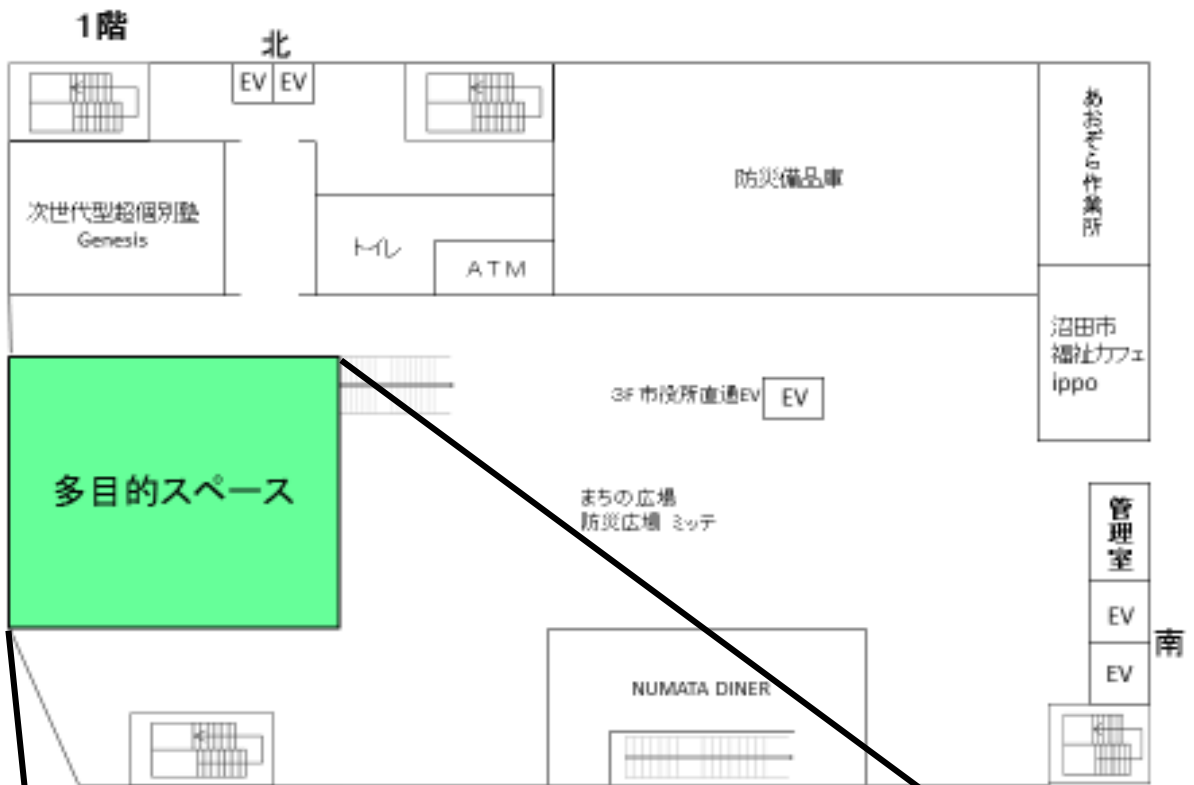 1階
北
EV EV
あおぞら作業所
防災備品庫
次世代型超個別塾
Genesis
トイレ
ATM
沼田市
福祉カフェ
ippo
3F 市役所直通EV
EV
多目的スペース
まちの広場
防災広場 ミッテ
管理室
EV
南
EV
NUMATA DINER